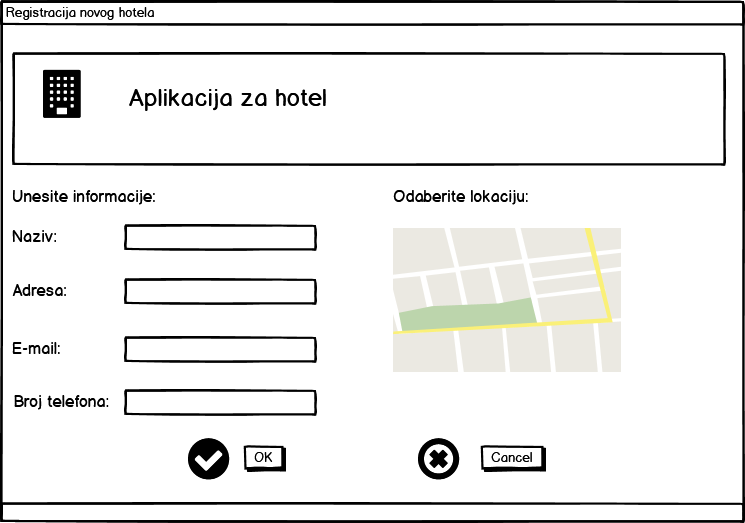 Registracija novog hotela
Aplikacija za hotel
Unesite informacije:
Odaberite lokaciju:
Naziv:
Adresa:
E-mail:
Broj telefona:
OK
Cancel